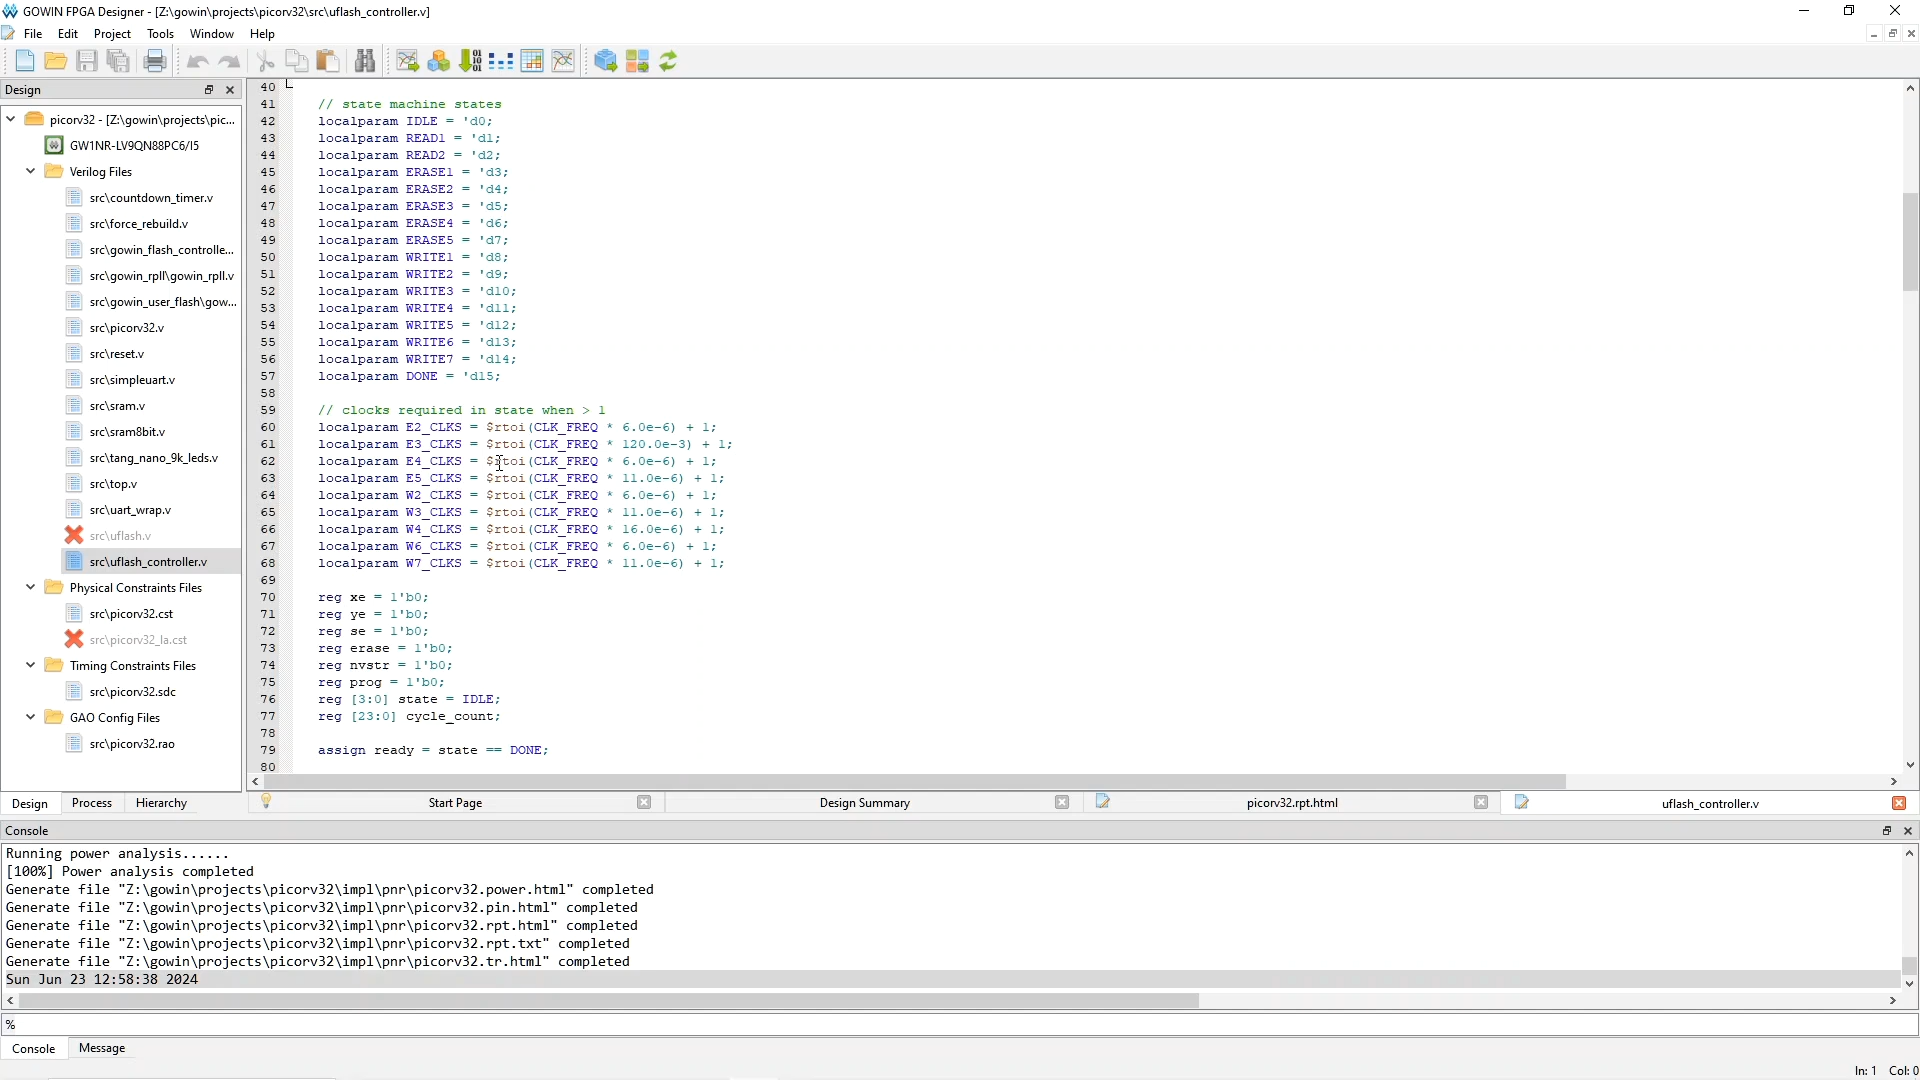 GOWIN FPGA Designer - [Z:\gowin\projects\picorv32\src\uflash_controller.v]
File Edit Project Tools Window Help
Design
picorv32 - [Z:\gowin\projects\pic...
GW1NR-LV9QN88PC6/I5
Verilog Files
src\countdown_timer.v
src\force_rebuild.v
src\gowin_flash_controlle...
src\gowin_rpll\gowin_rpll.v
src\gowin_user_flash\gow...
src\picorv32.v
src\reset.v
src\simpleuart.v
src\sram.v
src\sram8bit.v
src\tang_nano_9k_leds.v
src\top.v
src\uart_wrap.v
src\uflash.v
src\uflash_controller.v
Physical Constraints Files
src\picorv32.cst
src\picorv32_la.cst
Timing Constraints Files
src\picorv32.sdc
GAO Config Files
src\picorv32.rao
Design Process Hierarchy
40
41 // state machine states
42 localparam IDLE = 'd0;
43 localparam READ1 = 'd1;
44 localparam READ2 = 'd2;
45 localparam ERASE1 = 'd3;
46 localparam ERASE2 = 'd4;
47 localparam ERASE3 = 'd5;
48 localparam ERASE4 = 'd6;
49 localparam ERASE5 = 'd7;
50 localparam WRITE1 = 'd8;
51 localparam WRITE2 = 'd9;
52 localparam WRITE3 = 'd10;
53 localparam WRITE4 = 'd11;
54 localparam WRITE5 = 'd12;
55 localparam WRITE6 = 'd13;
56 localparam WRITE7 = 'd14;
57 localparam DONE = 'd15;
58
59 // clocks required in state when > 1
60 localparam E2_CLKS = $rtoi(CLK_FREQ * 6.0e-6) + 1;
61 localparam E3_CLKS = $rtoi(CLK_FREQ * 120.0e-3) + 1;
62 localparam E4_CLKS = $rtoi(CLK_FREQ * 6.0e-6) + 1;
63 localparam E5_CLKS = $rtoi(CLK_FREQ * 11.0e-6) + 1;
64 localparam W2_CLKS = $rtoi(CLK_FREQ * 6.0e-6) + 1;
65 localparam W3_CLKS = $rtoi(CLK_FREQ * 11.0e-6) + 1;
66 localparam W4_CLKS = $rtoi(CLK_FREQ * 16.0e-6) + 1;
67 localparam W6_CLKS = $rtoi(CLK_FREQ * 6.0e-6) + 1;
68 localparam W7_CLKS = $rtoi(CLK_FREQ * 11.0e-6) + 1;
69
70 reg xe = 1'b0;
71 reg ye = 1'b0;
72 reg se = 1'b0;
73 reg erase = 1'b0;
74 reg nvstr = 1'b0;
75 reg prog = 1'b0;
76 reg [3:0] state = IDLE;
77 reg [23:0] cycle_count;
78
79 assign ready = state == DONE;
80
Start Page Design Summary picorv32.rpt.html uflash_controller.v
Console
Running power analysis......
[100%] Power analysis completed
Generate file "Z:\gowin\projects\picorv32\impl\pnr\picorv32.power.html" completed
Generate file "Z:\gowin\projects\picorv32\impl\pnr\picorv32.pin.html" completed
Generate file "Z:\gowin\projects\picorv32\impl\pnr\picorv32.rpt.html" completed
Generate file "Z:\gowin\projects\picorv32\impl\pnr\picorv32.rpt.txt" completed
Generate file "Z:\gowin\projects\picorv32\impl\pnr\picorv32.tr.html" completed
Sun Jun 23 12:58:38 2024
%
Console Message
In: 1 Col: 0